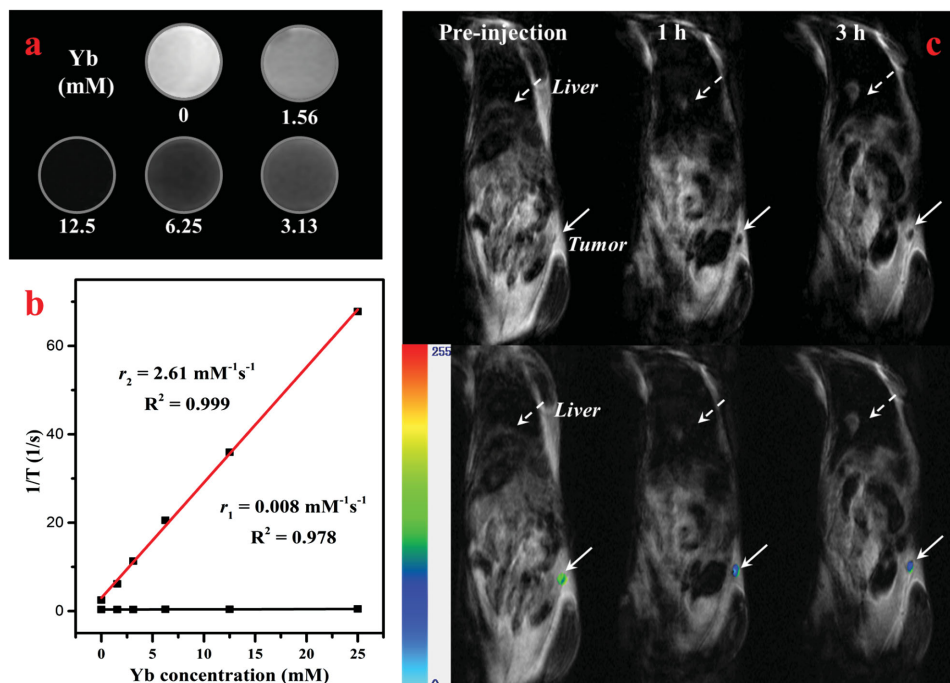 a
Yb
(mM)
0
1.56
12.5
6.25
3.13
b
60
40
20
0
r₂ = 2.61 mM⁻¹s⁻¹
R² = 0.999
r₁ = 0.008 mM⁻¹s⁻¹
R² = 0.978
1/T (1/s)
0 5 10 15 20 25
Yb concentration (mM)
c
Pre-injection 1 h 3 h
Liver
Tumor
255
Liver
0